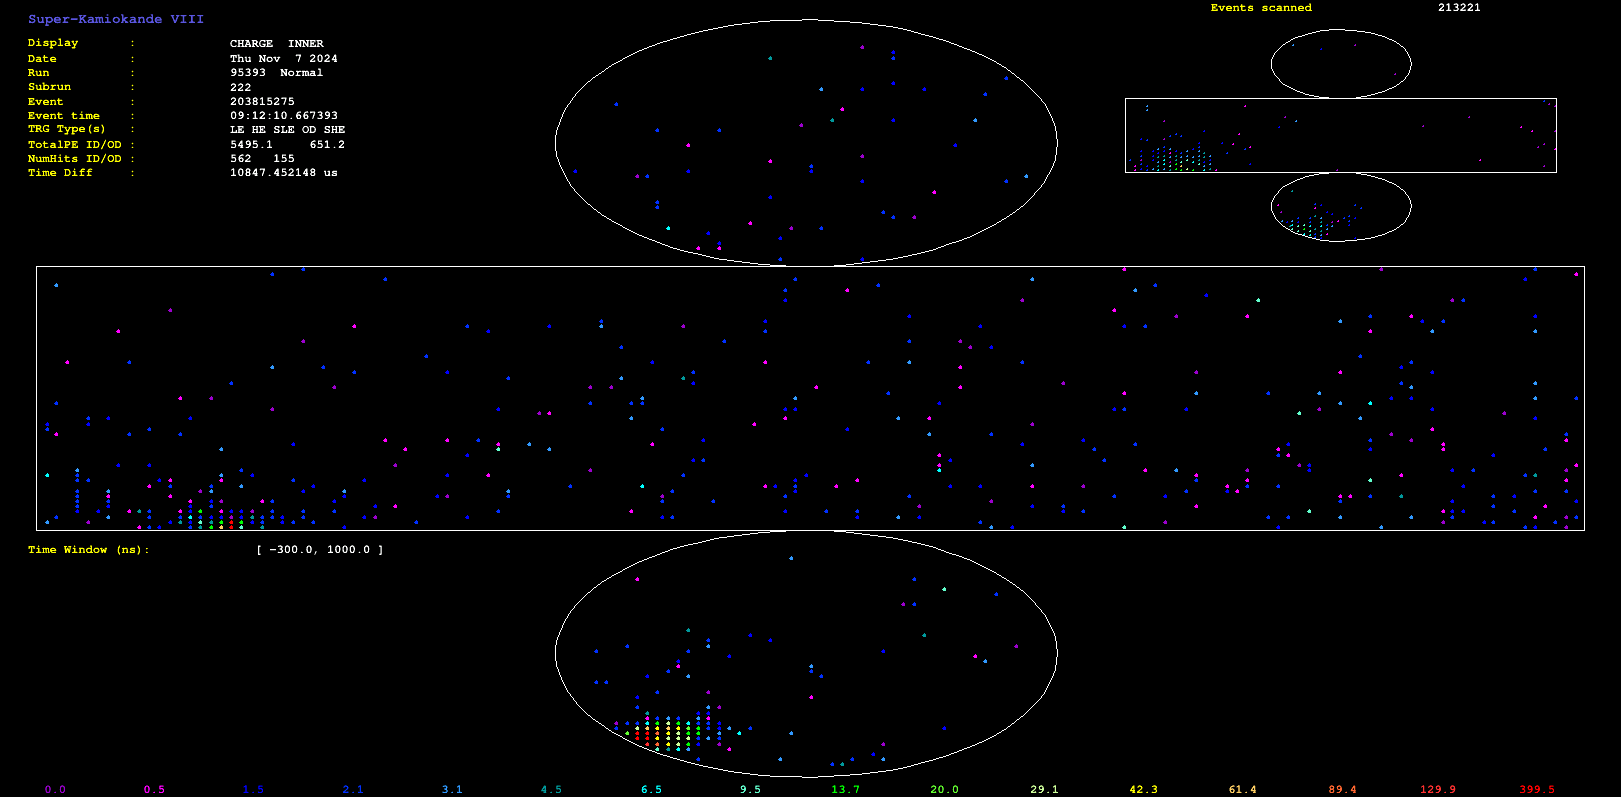 Super-Kamiokande VIII
Events scanned 213221
Display : CHARGE INNER
Date : Thu Nov 7 2024
Run : 95393 Normal
Subrun : 222
Event : 203815275
Event time : 09:12:10.667393
TRG Type(s) : LE HE SLE OD SHE
TotalPE ID/OD : 5495.1 651.2
NumHits ID/OD : 562 155
Time Diff : 10847.452148 us
Time Window (ns): [ -300.0, 1000.0 ]
0.0 0.5 1.5 2.1 3.1 4.5 6.5 9.5 13.7 20.0 29.1 42.3 61.4 89.4 129.9 399.5